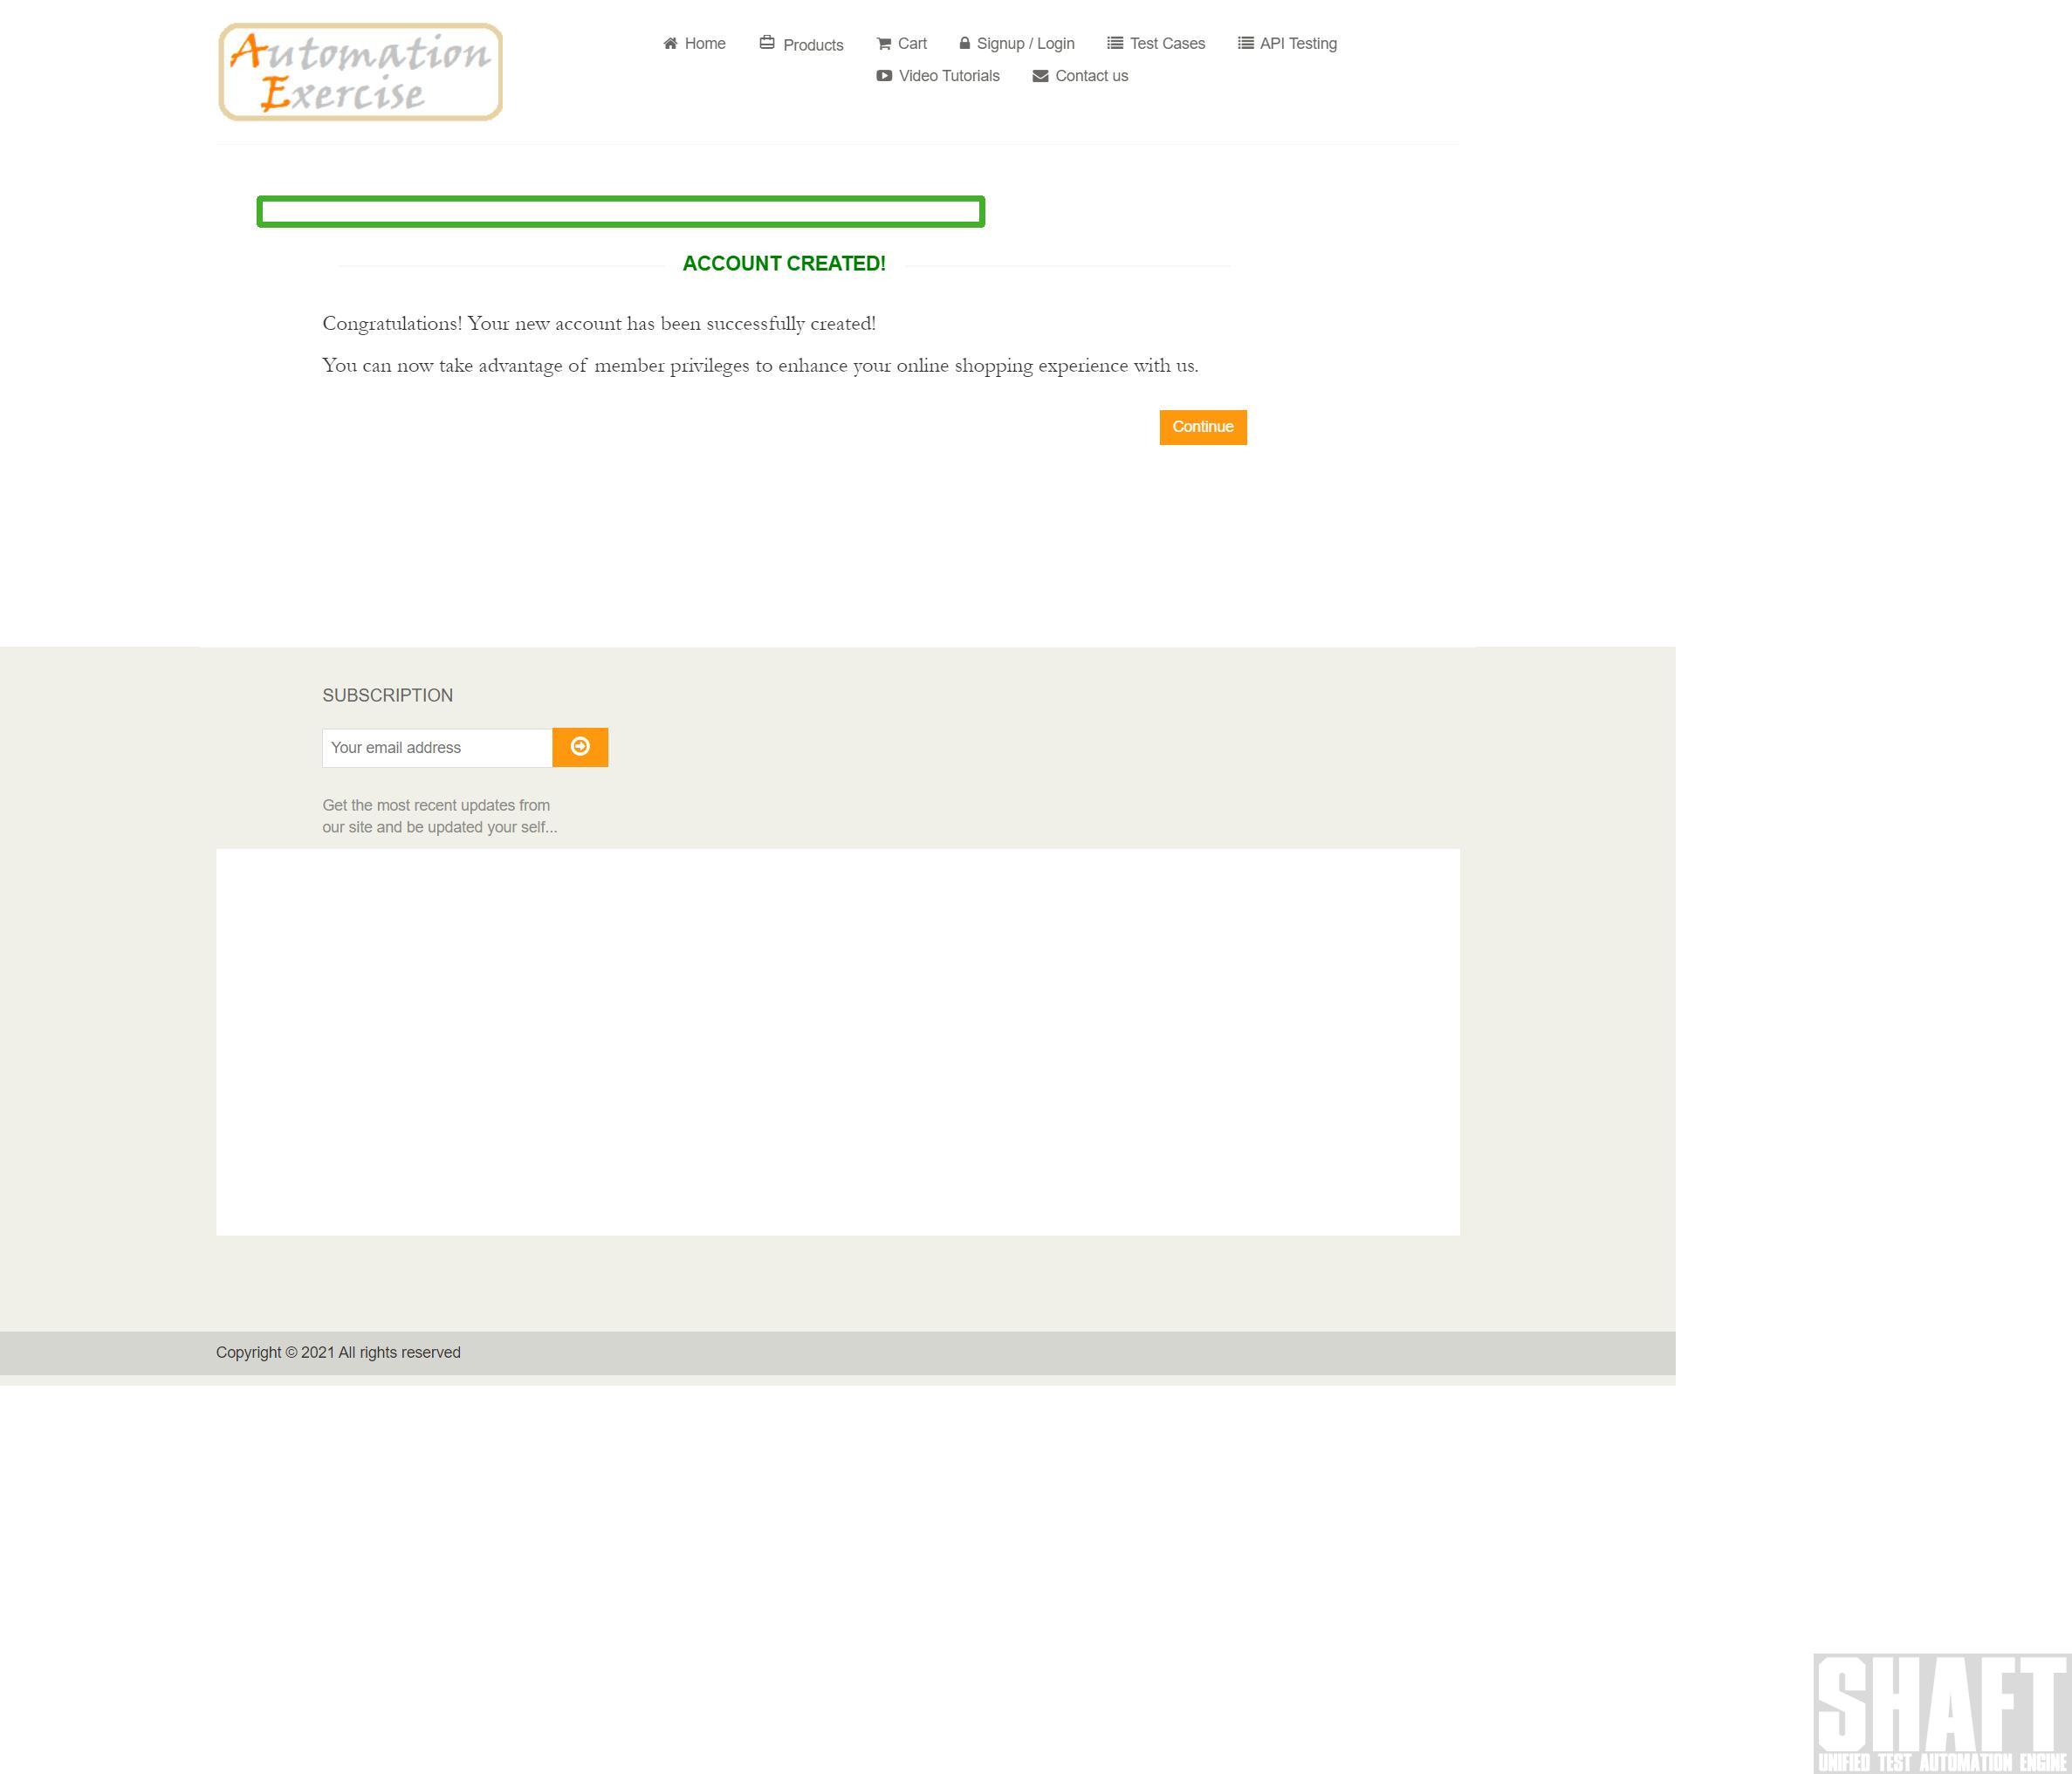 Automation
Exercise
Home Products Cart Signup / Login Test Cases API Testing
Video Tutorials Contact us
ACCOUNT CREATED!
Congratulations! Your new account has been successfully created!
You can now take advantage of member privileges to enhance your online shopping experience with us.
Continue
SUBSCRIPTION
Your email address
Get the most recent updates from
our site and be updated your self...
Copyright © 2021 All rights reserved
SHAFT
UNIFIED TEST AUTOMATION ENGINE